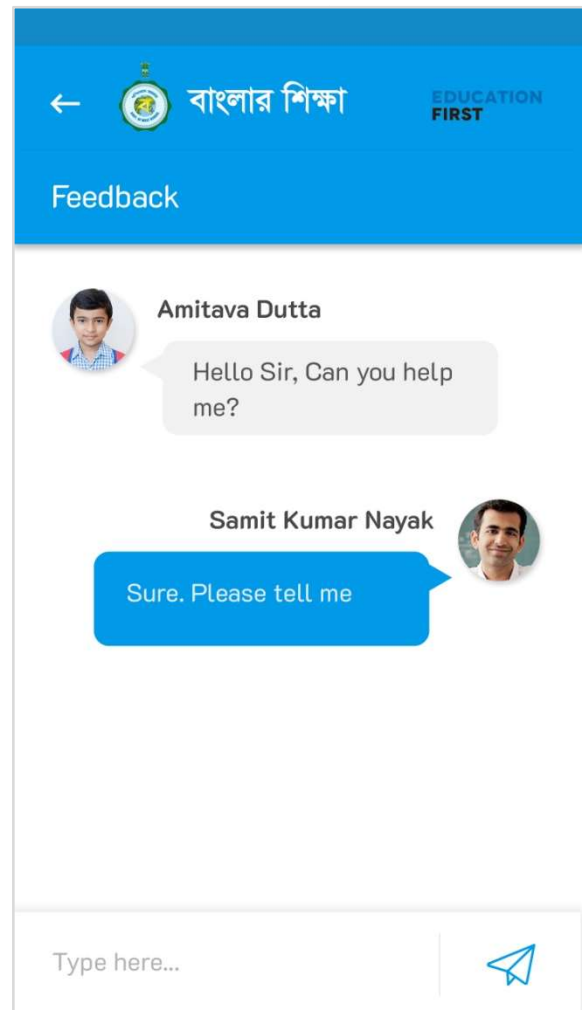 বাংলার শিক্ষা
EDUCATION
FIRST
Feedback
Amitava Dutta
Hello Sir, Can you help
me?
Samit Kumar Nayak
Sure. Please tell me
Type here...